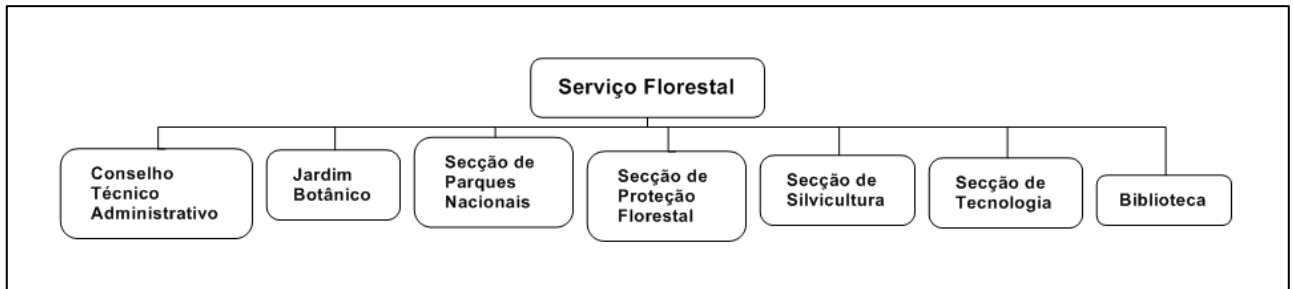 Serviço Florestal
Conselho
Técnico
Administrativo
Jardim
Botânico
Secção de
Parques
Nacionais
Secção de
Proteção
Florestal
Secção de
Silvicultura
Secção de
Tecnologia
Biblioteca